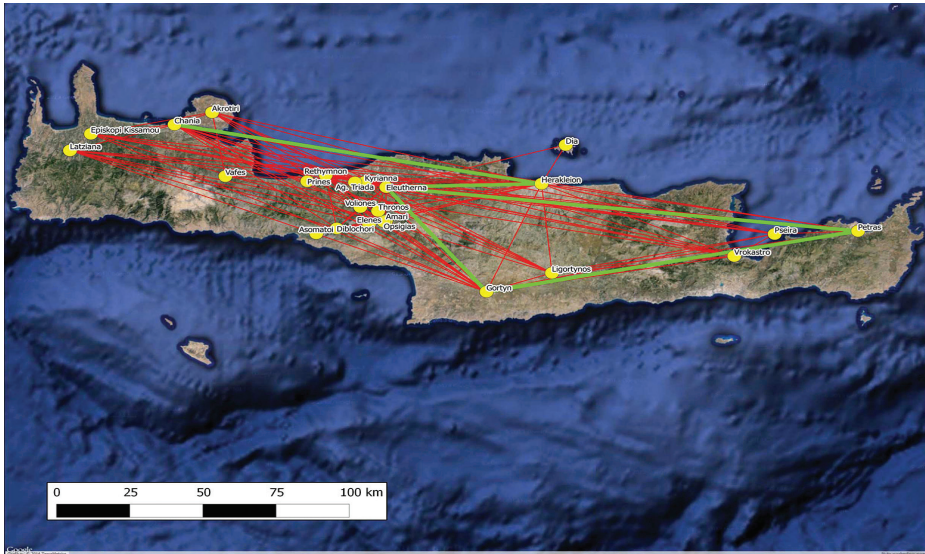 Akrotiri
Chania
Episkopi Kissamou
Latziana
Dia
Vafes
Rethymnon
Prines
Kyrianna
Ag. Triada
Eleutherna
Herakleion
Voliones
Thronos
Amari
Elenes
Opsigias
Asomatoi Diblochori
Pseira
Petras
Vrokastro
Ligortynos
Gortyn
0 25 50 75 100 km
Google